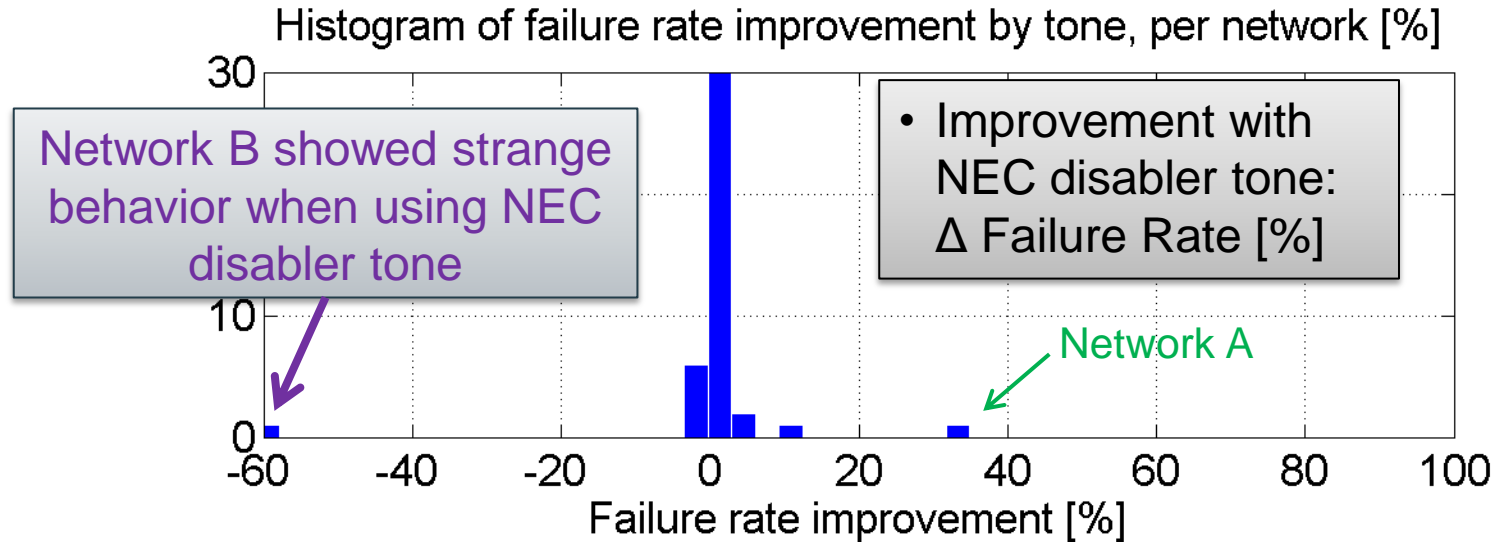 Histogram of failure rate improvement by tone, per network [%]
30
Network B showed strange
behavior when using NEC
disabler tone
• Improvement with
NEC disabler tone:
Δ Failure Rate [%]
10
Network A
0
-60 -40 -20 0 20 40 60 80 100
Failure rate improvement [%]